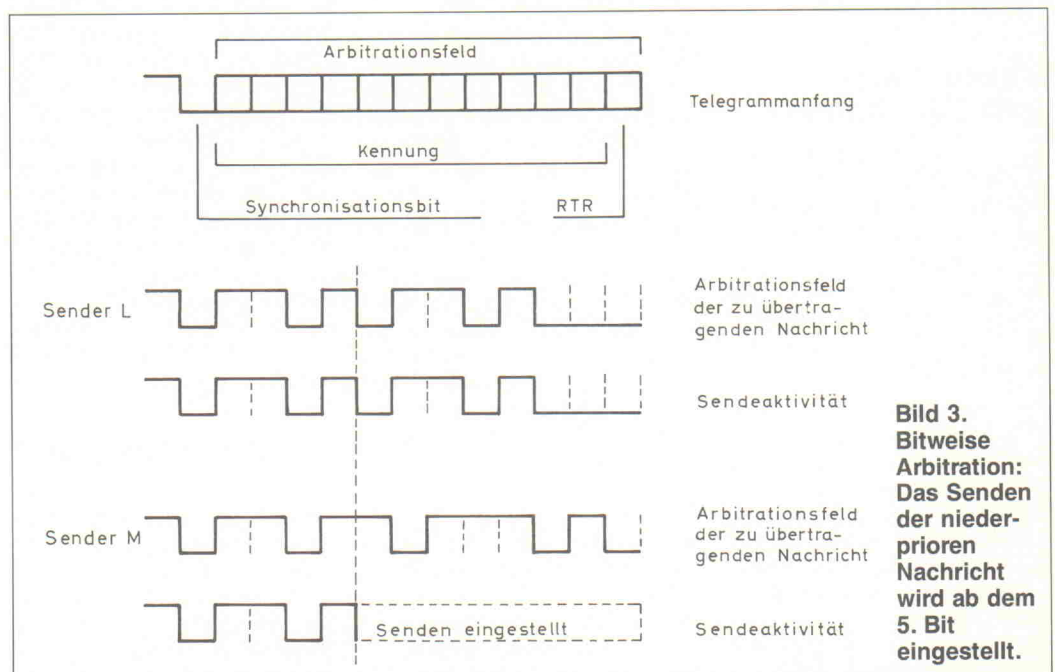 Arbitrationsfeld
Telegrammanfang
Kennung
Synchronisationsbit
RTR
Sender L
Arbitrationsfeld
der zu übertra-
genden Nachricht
Sendeaktivität
Sender M
Arbitrationsfeld
der zu übertra-
genden Nachricht
Senden eingestellt
Sendeaktivität
Bild 3.
Bitweise
Arbitration:
Das Senden
der nieder-
prioren
Nachricht
wird ab dem
5. Bit
eingestellt.